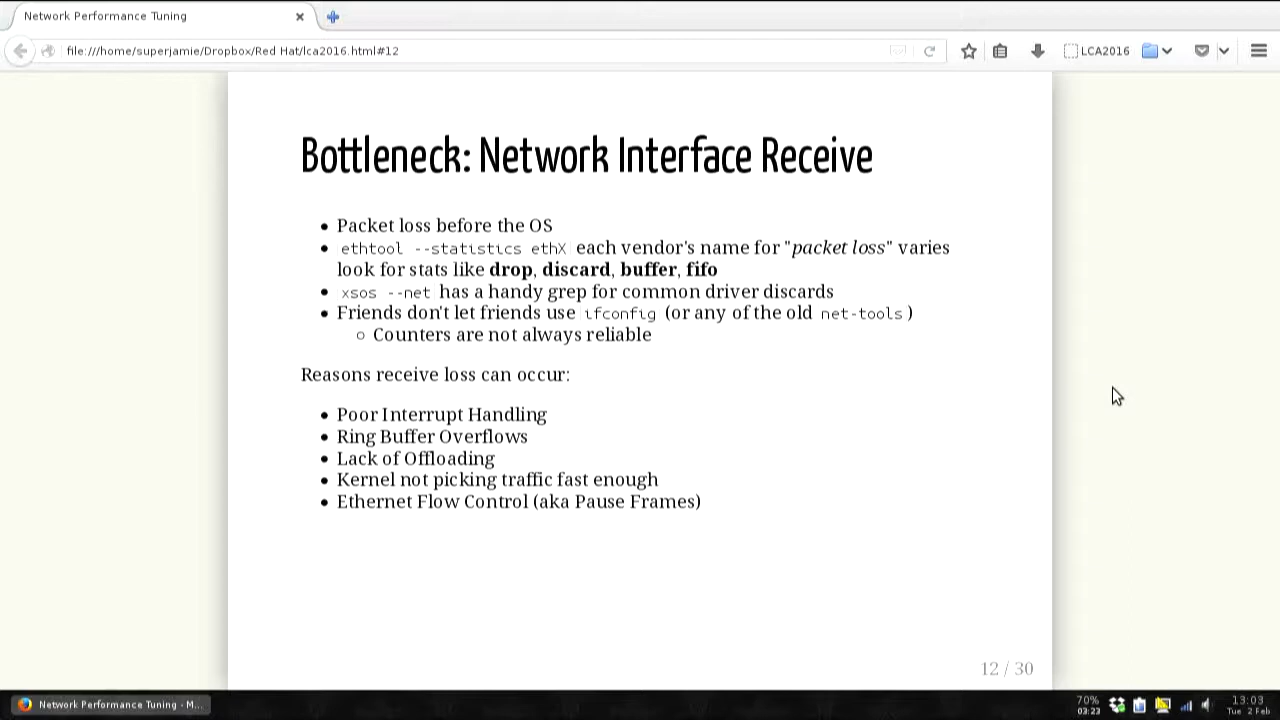 Network Performance Tuning
file:///home/superjamie/Dropbox/Red Hat/lca2016.html#12
LCA2016
Bottleneck: Network Interface Receive
• Packet loss before the OS
• ethtool --statistics ethX each vendor's name for "packet loss" varies
look for stats like drop, discard, buffer, fifo
• xsos --net has a handy grep for common driver discards
• Friends don't let friends use ifconfig (or any of the old net-tools)
○ Counters are not always reliable
Reasons receive loss can occur:
• Poor Interrupt Handling
• Ring Buffer Overflows
• Lack of Offloading
• Kernel not picking traffic fast enough
• Ethernet Flow Control (aka Pause Frames)
12 / 30
Network Performance Tuning - M...
70%
03:23
13:03
Tue 2 Feb